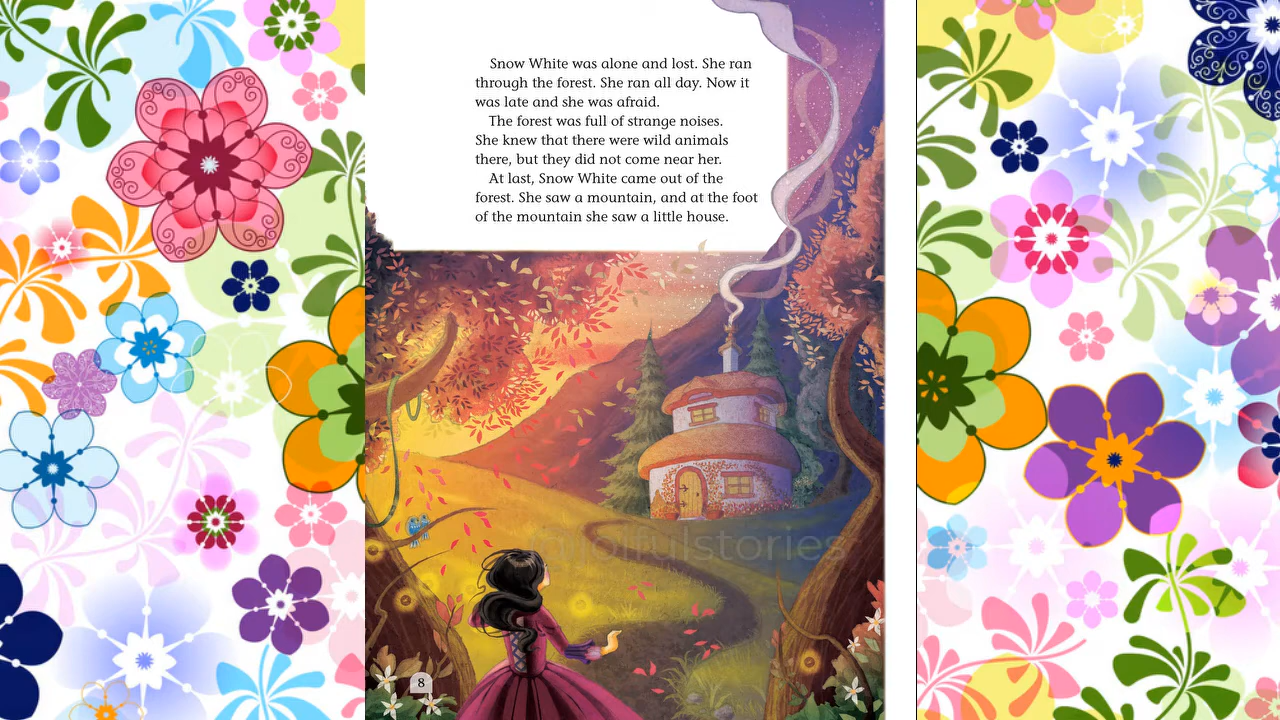 Snow White was alone and lost. She ran
through the forest. She ran all day. Now it
was late and she was afraid.
The forest was full of strange noises.
She knew that there were wild animals
there, but they did not come near her.
At last, Snow White came out of the
forest. She saw a mountain, and at the foot
of the mountain she saw a little house.
8